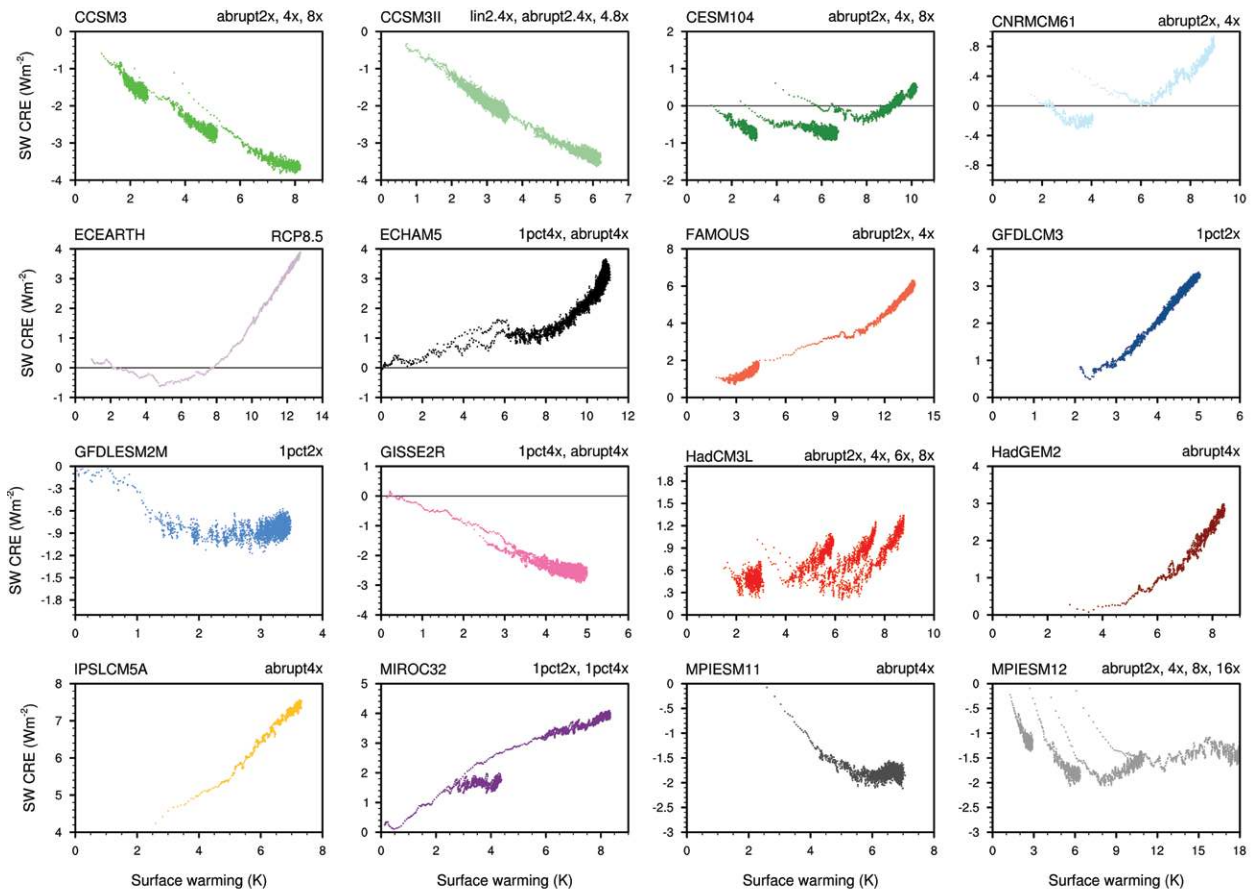 CCSM3 abrupt2x, 4x, 8x
SW CRE (Wm-2)
0
-1
-2
-3
-4
0 1 2 3 4 5 6 7 8 9
CCSM3II lin2.4x, abrupt2.4x, 4.8x
0
-1
-2
-3
-4
0 1 2 3 4 5 6 7
CESM104 abrupt2x, 4x, 8x
2
1
0
-1
-2
0 2 4 6 8 10
CNRMCM61 abrupt2x, 4x
.8
.4
0
-.4
-.8
0 2 4 6 8 10
ECEARTH RCP8.5
SW CRE (Wm-2)
4
3
2
1
0
-1
0 2 4 6 8 10 12 14
ECHAM5 1pct4x, abrupt4x
4
3
2
1
0
-1
0 2 4 6 8 10 12
FAMOUS abrupt2x, 4x
8
6
4
2
0
0 3 6 9 12 15
GFDLCM3 1pct2x
4
3
2
1
0
0 1 2 3 4 5 6
GFDLESM2M 1pct2x
SW CRE (Wm-2)
0
-.3
-.6
-.9
-1.2
-1.5
-1.8
0 1 2 3 4
GISSE2R 1pct4x, abrupt4x
1
0
-1
-2
-3
-4
0 1 2 3 4 5 6
HadCM3L abrupt2x, 4x, 6x, 8x
1.8
1.5
1.2
.9
.6
.3
0
0 2 4 6 8 10
HadGEM2 abrupt4x
4
3
2
1
0
0 2 4 6 8
IPSLCM5A abrupt4x
SW CRE (Wm-2)
8
7
6
5
4
0 2 4 6 8
Surface warming (K)
MIROC32 1pct2x, 1pct4x
5
4
3
2
1
0
0 2 4 6 8
Surface warming (K)
MPIESM11 abrupt4x
0
-.5
-1
-1.5
-2
-2.5
-3
0 2 4 6 8
Surface warming (K)
MPIESM12 abrupt2x, 4x, 8x, 16x
0
-.5
-1
-1.5
-2
-2.5
-3
0 3 6 9 12 15 18
Surface warming (K)